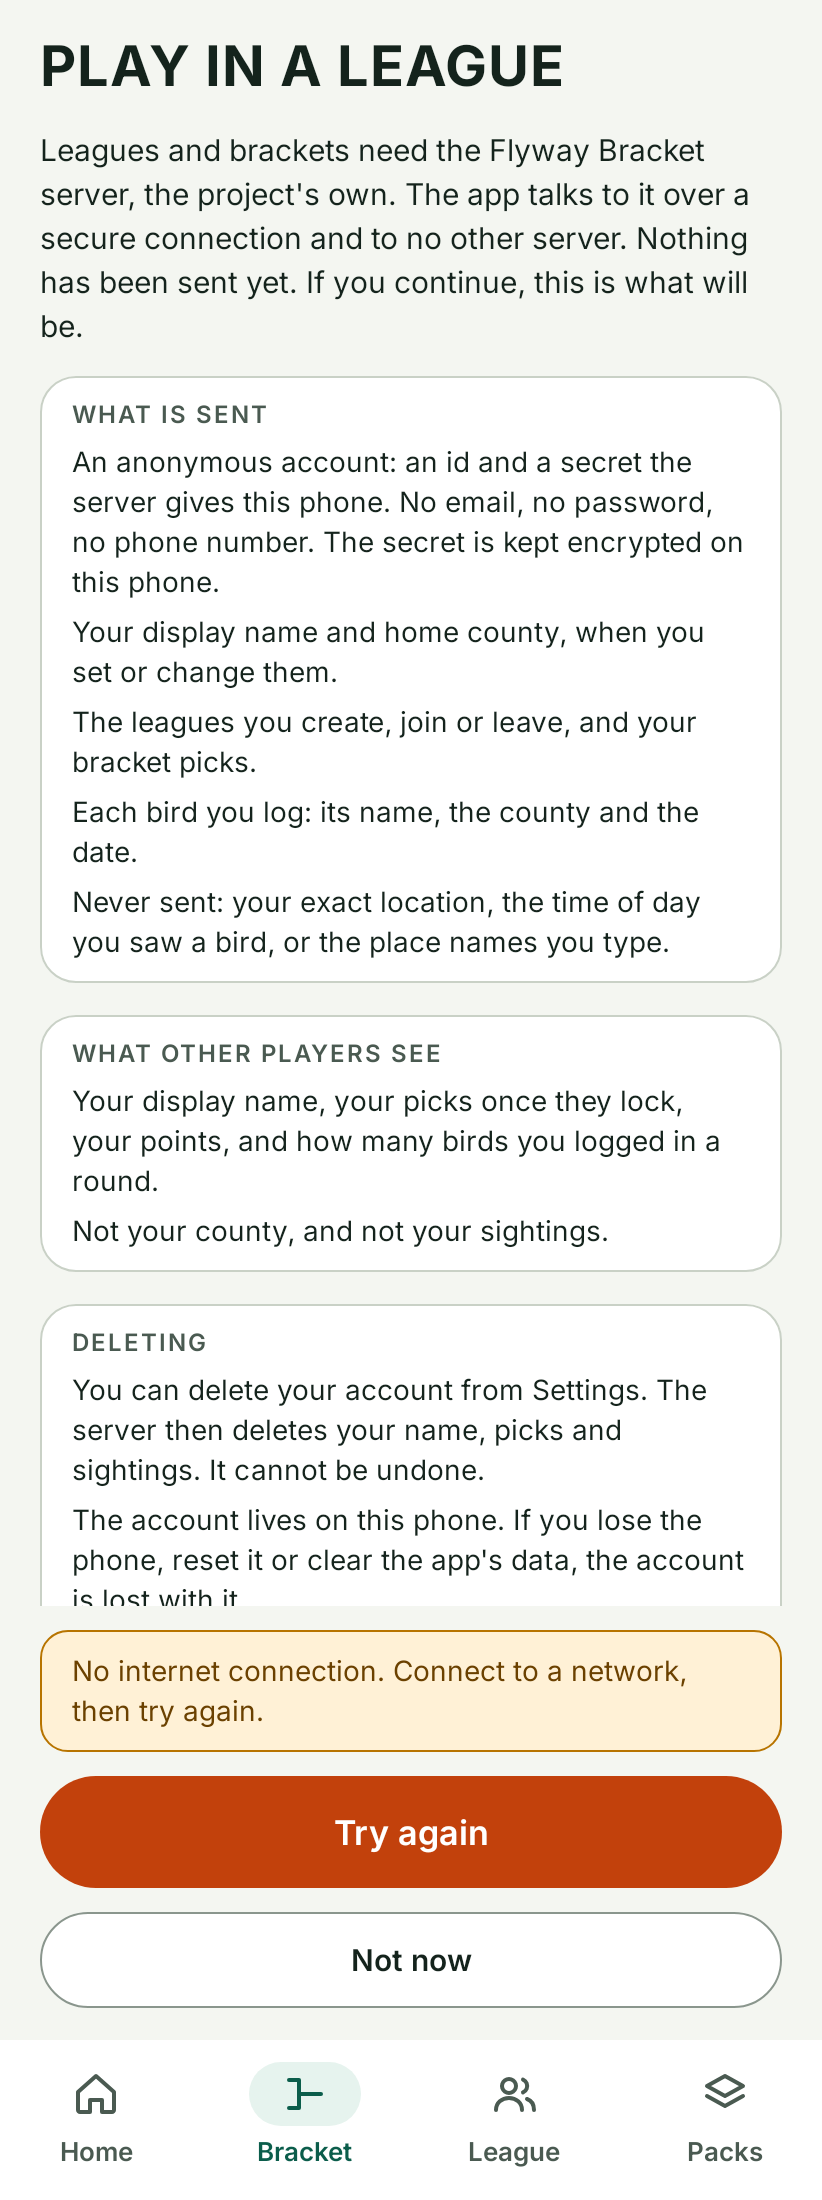 PLAY IN A LEAGUE
Leagues and brackets need the Flyway Bracket
server, the project's own. The app talks to it over a
secure connection and to no other server. Nothing
has been sent yet. If you continue, this is what will
be.
WHAT IS SENT
An anonymous account: an id and a secret the
server gives this phone. No email, no password,
no phone number. The secret is kept encrypted on
this phone.
Your display name and home county, when you
set or change them.
The leagues you create, join or leave, and your
bracket picks.
Each bird you log: its name, the county and the
date.
Never sent: your exact location, the time of day
you saw a bird, or the place names you type.
WHAT OTHER PLAYERS SEE
Your display name, your picks once they lock,
your points, and how many birds you logged in a
round.
Not your county, and not your sightings.
DELETING
You can delete your account from Settings. The
server then deletes your name, picks and
sightings. It cannot be undone.
The account lives on this phone. If you lose the
phone, reset it or clear the app's data, the account
is lost with it
No internet connection. Connect to a network,
then try again.
Try again
Not now
Home
Bracket
League
Packs